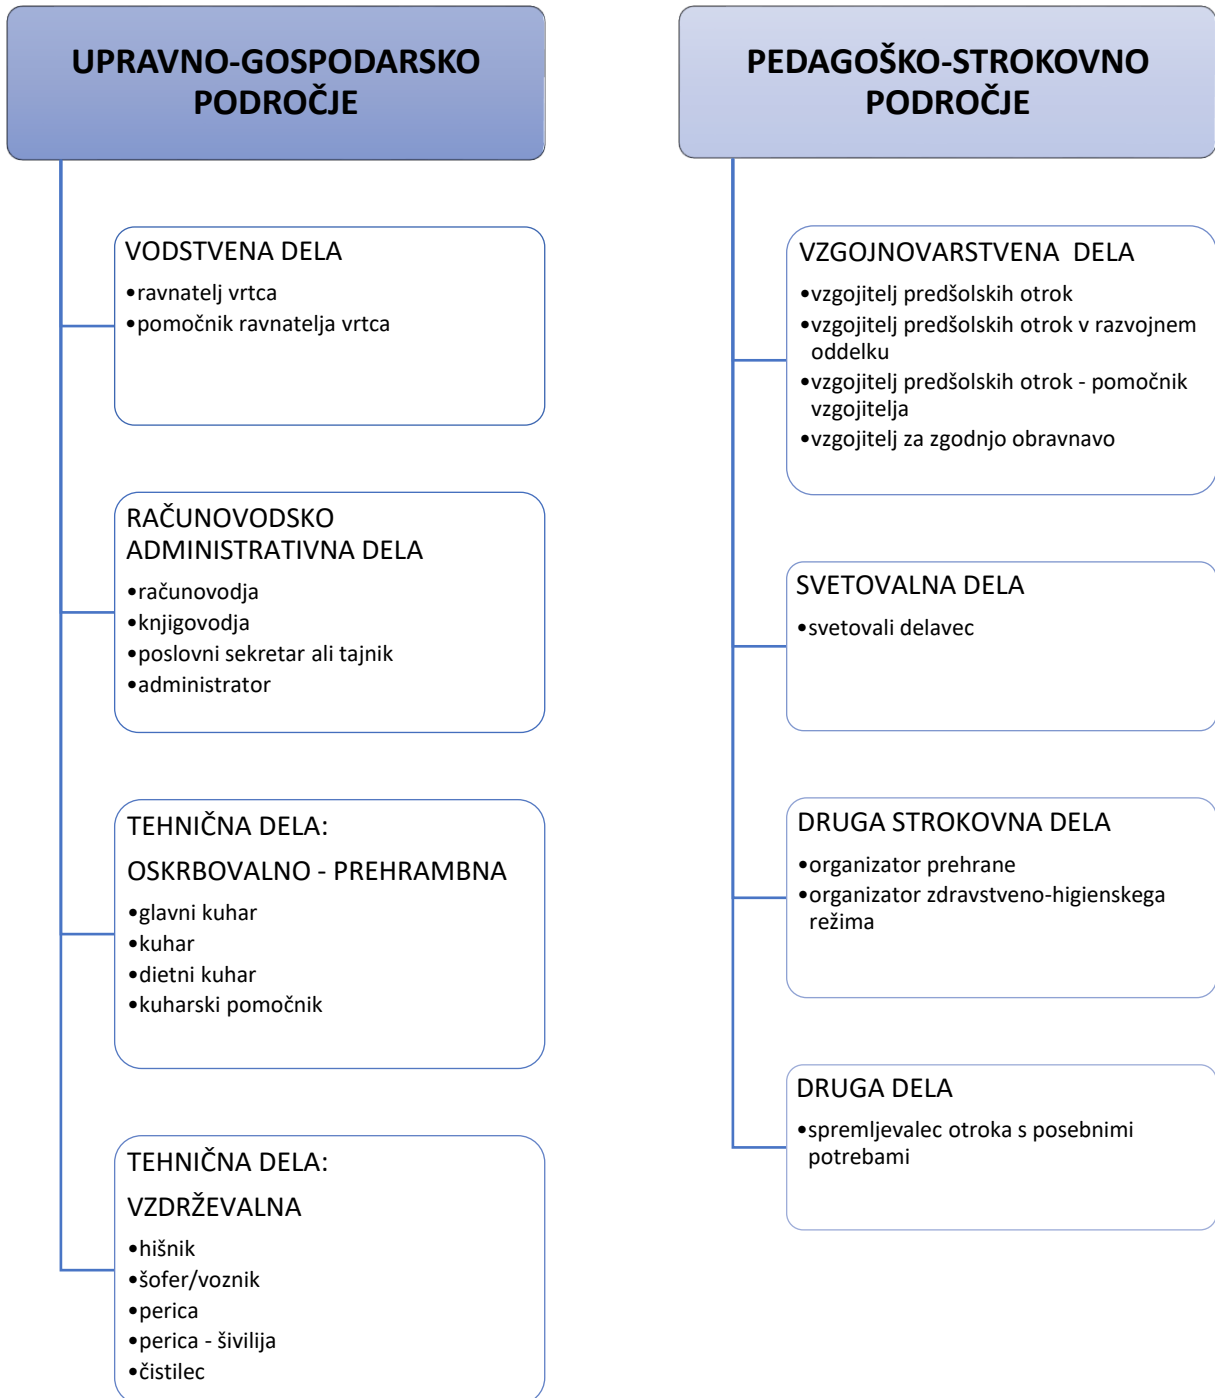 UPRAVNO-GOSPODARSKO
PODROČJE
VODSTVENA DELA
•ravnatelj vrtca
•pomočnik ravnatelja vrtca
RAČUNOVODSKO
ADMINISTRATIVNA DELA
•računovodja
•knjigovodja
•poslovni sekretar ali tajnik
•administrator
TEHNIČNA DELA:
OSKRBOVALNO - PREHRAMBNA
•glavni kuhar
•kuhar
•dietni kuhar
•kuharski pomočnik
TEHNIČNA DELA:
VZDRŽEVALNA
•hišnik
•šofer/voznik
•perica
•perica - šivilija
•čistilec
PEDAGOŠKO-STROKOVNO
PODROČJE
VZGOJNOVARSTVENA  DELA
•vzgojitelj predšolskih otrok
•vzgojitelj predšolskih otrok v razvojnem
oddelku
•vzgojitelj predšolskih otrok - pomočnik
vzgojitelja
•vzgojitelj za zgodnjo obravnavo
SVETOVALNA DELA
•svetovali delavec
DRUGA STROKOVNA DELA
•organizator prehrane
•organizator zdravstveno-higienskega
režima
DRUGA DELA
•spremljevalec otroka s posebnimi
potrebami